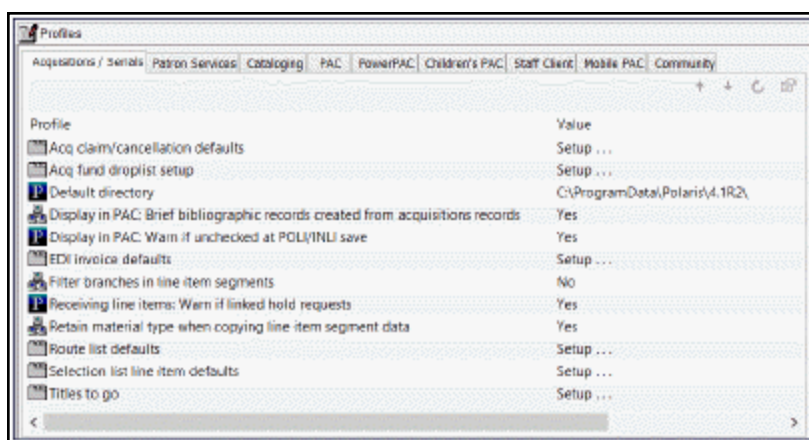 Profiles
Acquisitions / Serials Patron Services Cataloging PAC PowerPAC Children's PAC Staff Client Mobile PAC Community
Profile Value
Acq claim/cancellation defaults Setup ...
Acq fund droplist setup Setup ...
Default directory C:\ProgramData\Polaris\4.1R2\
Display in PAC: Brief bibliographic records created from acquisitions records Yes
Display in PAC: Warn if unchecked at POLI/INLI save Yes
EDI invoice defaults Setup ...
Filter branches in line item segments No
Receiving line items: Warn if linked hold requests Yes
Retain material type when copying line item segment data Yes
Route list defaults Setup ...
Selection list line item defaults Setup ...
Titles to go Setup ...